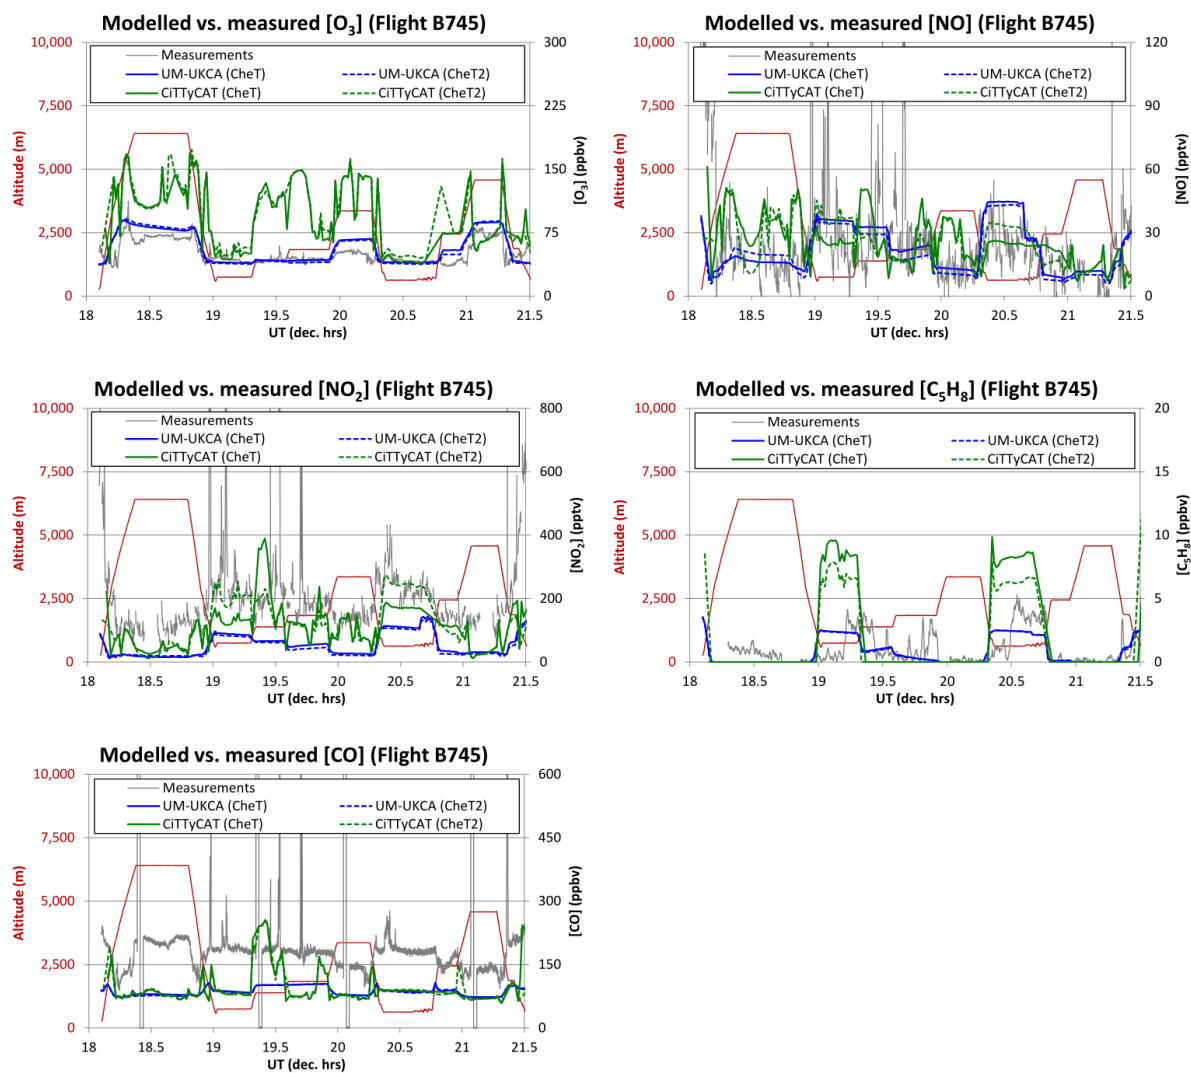 Modelled vs. measured [O3] (Flight B745)
Measurements
UM-UKCA (CheT)
UM-UKCA (CheT2)
CiTTyCAT (CheT)
CiTTyCAT (CheT2)
Altitude (m)
10,000
7,500
5,000
2,500
0
[O3] (ppbv)
300
225
150
75
0
18 18.5 19 19.5 20 20.5 21 21.5
UT (dec. hrs)
Modelled vs. measured [NO] (Flight B745)
Measurements
UM-UKCA (CheT)
UM-UKCA (CheT2)
CiTTyCAT (CheT)
CiTTyCAT (CheT2)
Altitude (m)
10,000
7,500
5,000
2,500
0
[NO] (pptv)
120
90
60
30
0
18 18.5 19 19.5 20 20.5 21 21.5
UT (dec. hrs)
Modelled vs. measured [NO2] (Flight B745)
Measurements
UM-UKCA (CheT)
UM-UKCA (CheT2)
CiTTyCAT (CheT)
CiTTyCAT (CheT2)
Altitude (m)
10,000
7,500
5,000
2,500
0
[NO2] (pptv)
800
600
400
200
0
18 18.5 19 19.5 20 20.5 21 21.5
UT (dec. hrs)
Modelled vs. measured [C5H8] (Flight B745)
Measurements
UM-UKCA (CheT)
UM-UKCA (CheT2)
CiTTyCAT (CheT)
CiTTyCAT (CheT2)
Altitude (m)
10,000
7,500
5,000
2,500
0
[C5H8] (ppbv)
20
15
10
5
0
18 18.5 19 19.5 20 20.5 21 21.5
UT (dec. hrs)
Modelled vs. measured [CO] (Flight B745)
Measurements
UM-UKCA (CheT)
UM-UKCA (CheT2)
CiTTyCAT (CheT)
CiTTyCAT (CheT2)
Altitude (m)
10,000
7,500
5,000
2,500
0
[CO] (ppbv)
600
450
300
150
0
18 18.5 19 19.5 20 20.5 21 21.5
UT (dec. hrs)